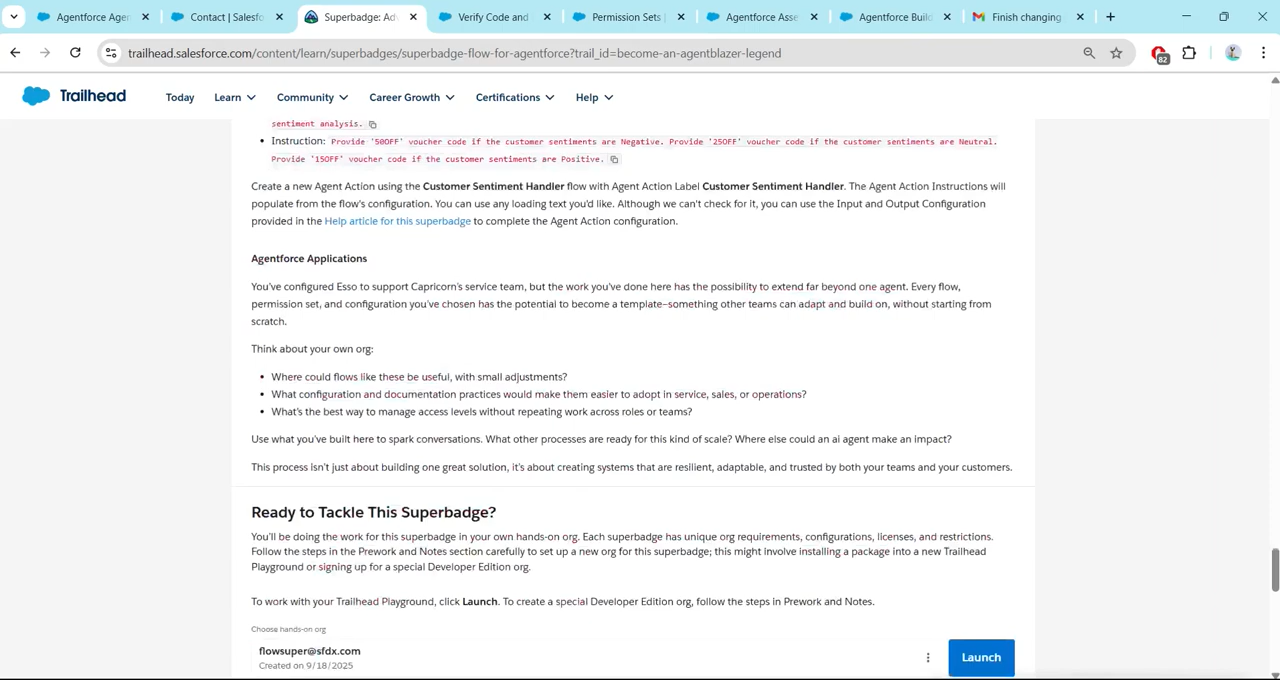 Agentforce Agen
Contact | Salesfo
Superbadge: Adv
Verify Code and
Permission Sets |
Agentforce Asse
Agentforce Buil
Finish changing
trailhead.salesforce.com/content/learn/superbadges/superbadge-flow-for-agentforce?trail_id=become-an-agentblazer-legend
82
Trailhead
Today
Learn
Community
Career Growth
Certifications
Help
sentiment analysis.
• Instruction: Provide '50OFF' voucher code if the customer sentiments are Negative. Provide '25OFF' voucher code if the customer sentiments are Neutral.
Provide '15OFF' voucher code if the customer sentiments are Positive.
Create a new Agent Action using the Customer Sentiment Handler flow with Agent Action Label Customer Sentiment Handler. The Agent Action Instructions will
populate from the flow's configuration. You can use any loading text you'd like. Although we can't check for it, you can use the Input and Output Configuration
provided in the Help article for this superbadge to complete the Agent Action configuration.
Agentforce Applications
You've configured Esso to support Capricorn's service team, but the work you've done here has the possibility to extend far beyond one agent. Every flow,
permission set, and configuration you've chosen has the potential to become a template–something other teams can adapt and build on, without starting from
scratch.
Think about your own org:
• Where could flows like these be useful, with small adjustments?
• What configuration and documentation practices would make them easier to adopt in service, sales, or operations?
• What's the best way to manage access levels without repeating work across roles or teams?
Use what you've built here to spark conversations. What other processes are ready for this kind of scale? Where else could an ai agent make an impact?
This process isn't just about building one great solution, it's about creating systems that are resilient, adaptable, and trusted by both your teams and your customers.
Ready to Tackle This Superbadge?
You'll be doing the work for this superbadge in your own hands-on org. Each superbadge has unique org requirements, configurations, licenses, and restrictions.
Follow the steps in the Prework and Notes section carefully to set up a new org for this superbadge; this might involve installing a package into a new Trailhead
Playground or signing up for a special Developer Edition org.
To work with your Trailhead Playground, click Launch. To create a special Developer Edition org, follow the steps in Prework and Notes.
Choose hands-on org
flowsuper@sfdx.com
Created on 9/18/2025
Launch